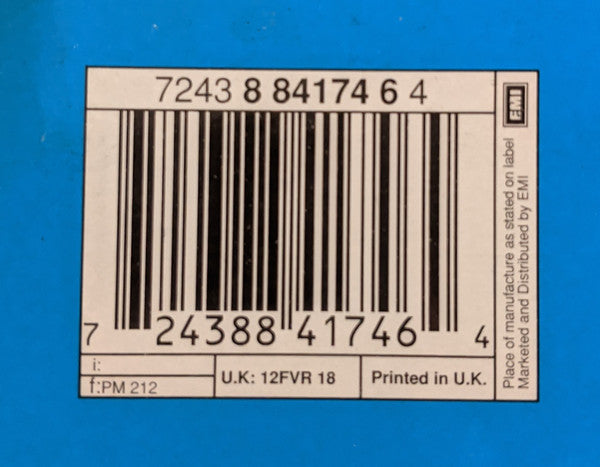 7243 8 84174 6 4
EMI
7 24388 41746 4
i:
f:PM 212
U.K: 12FVR 18
Printed in U.K.
Place of manufacture as stated on label
Marketed and Distributed by EMI